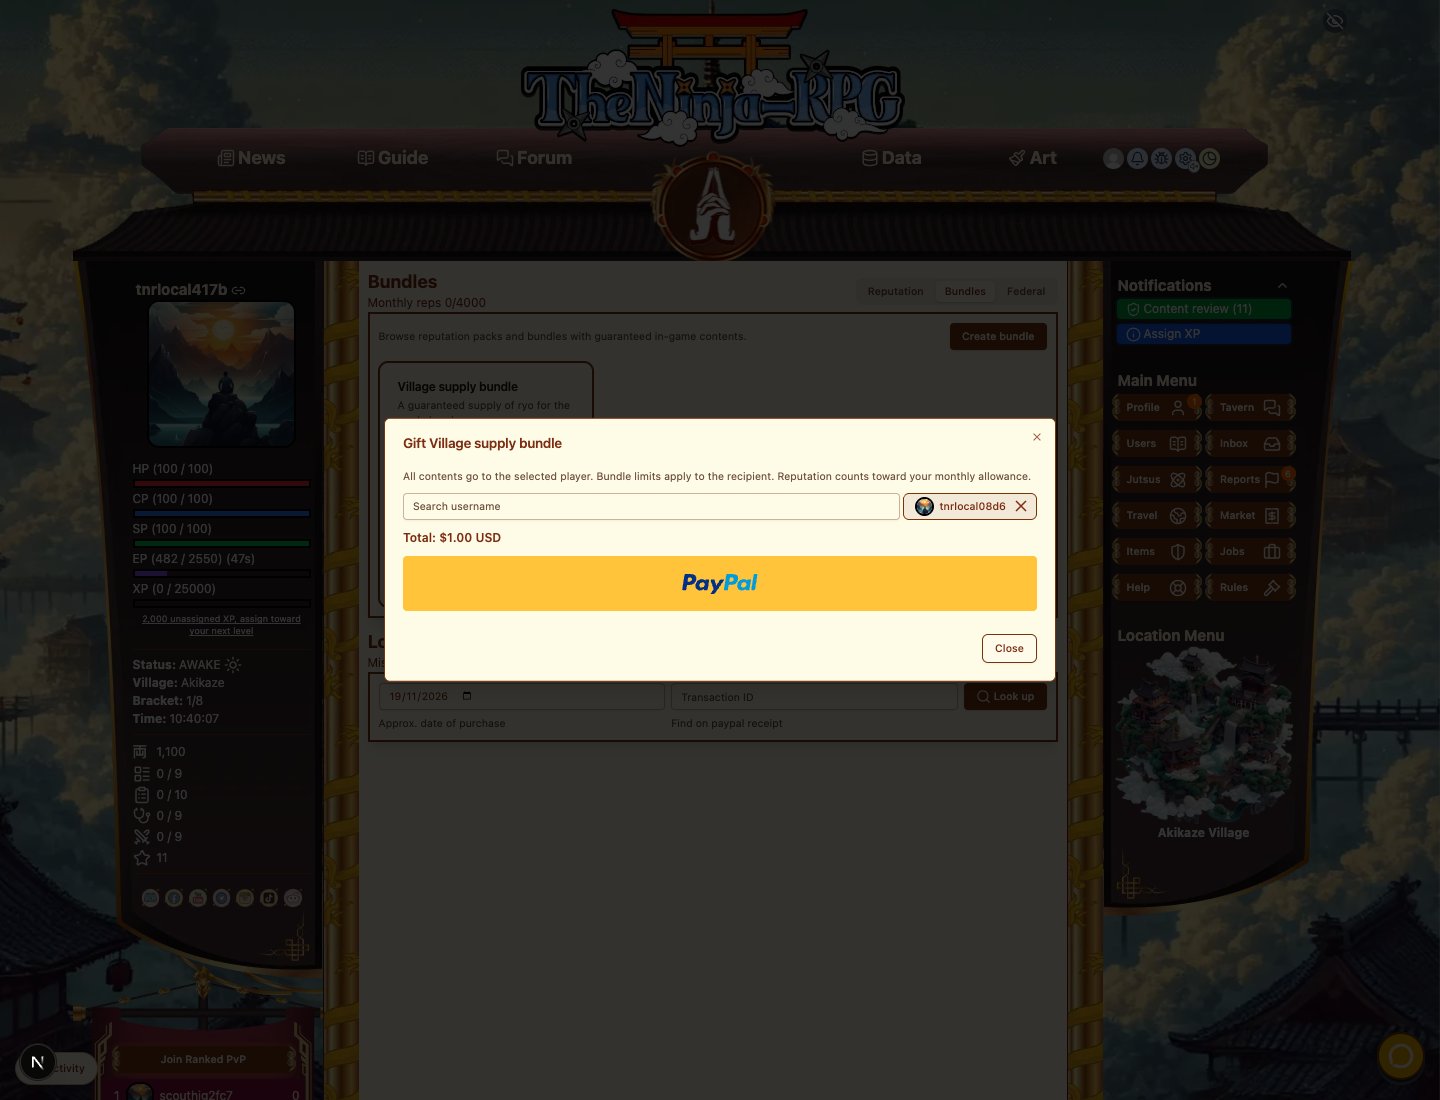 TheNinja-RPG
News
Guide
Forum
Data
Art
tnrlocal417b
HP (100 / 100)
CP (100 / 100)
SP (100 / 100)
EP (482 / 2550) (47s)
XP (0 / 25000)
2,000 unassigned XP, assign toward
your next level
Status: AWAKE
Village: Akikaze
Bracket: 1/8
Time: 10:40:07
両 1,100
0 / 9
0 / 10
0 / 9
0 / 9
11
Join Ranked PvP
N
ctivity
1 scouthig2fc7 0
Bundles
Monthly reps 0/4000
Reputation
Bundles
Federal
Browse reputation packs and bundles with guaranteed in-game contents.
Create bundle
Village supply bundle
A guaranteed supply of ryo for the
Gift Village supply bundle
All contents go to the selected player. Bundle limits apply to the recipient. Reputation counts toward your monthly allowance.
Search username
tnrlocal08d6
Total: $1.00 USD
PayPal
Close
19/11/2026
Transaction ID
Look up
Approx. date of purchase
Find on paypal receipt
Notifications
Content review (11)
Assign XP
Main Menu
Profile 1
Tavern
Users
Inbox
Jutsus
Reports 6
Travel
Market
Items
Jobs
Help
Rules
Location Menu
Akikaze Village